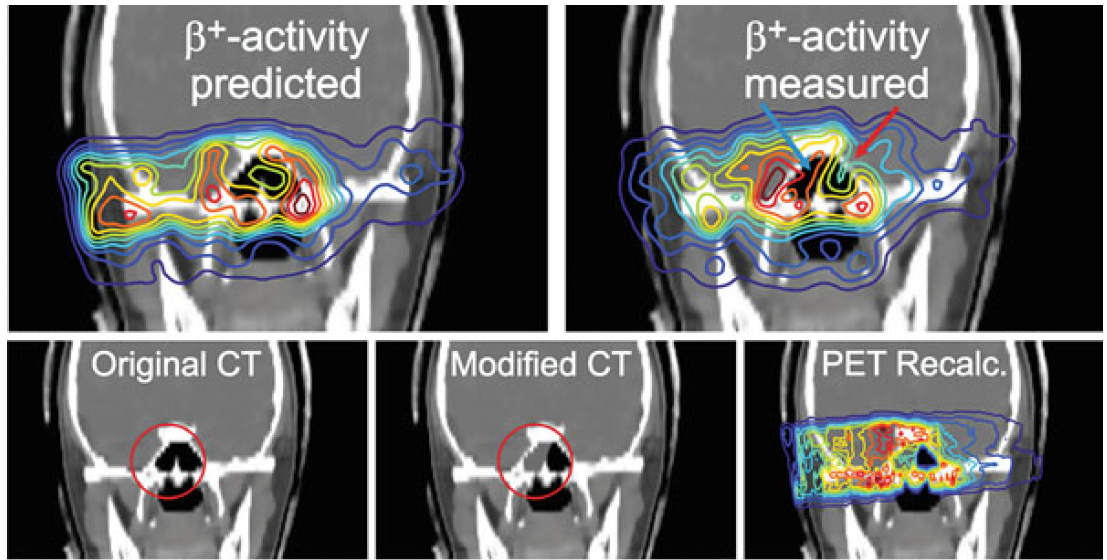 β⁺-activity
predicted
β⁺-activity
measured
Original CT
Modified CT
PET Recalc.